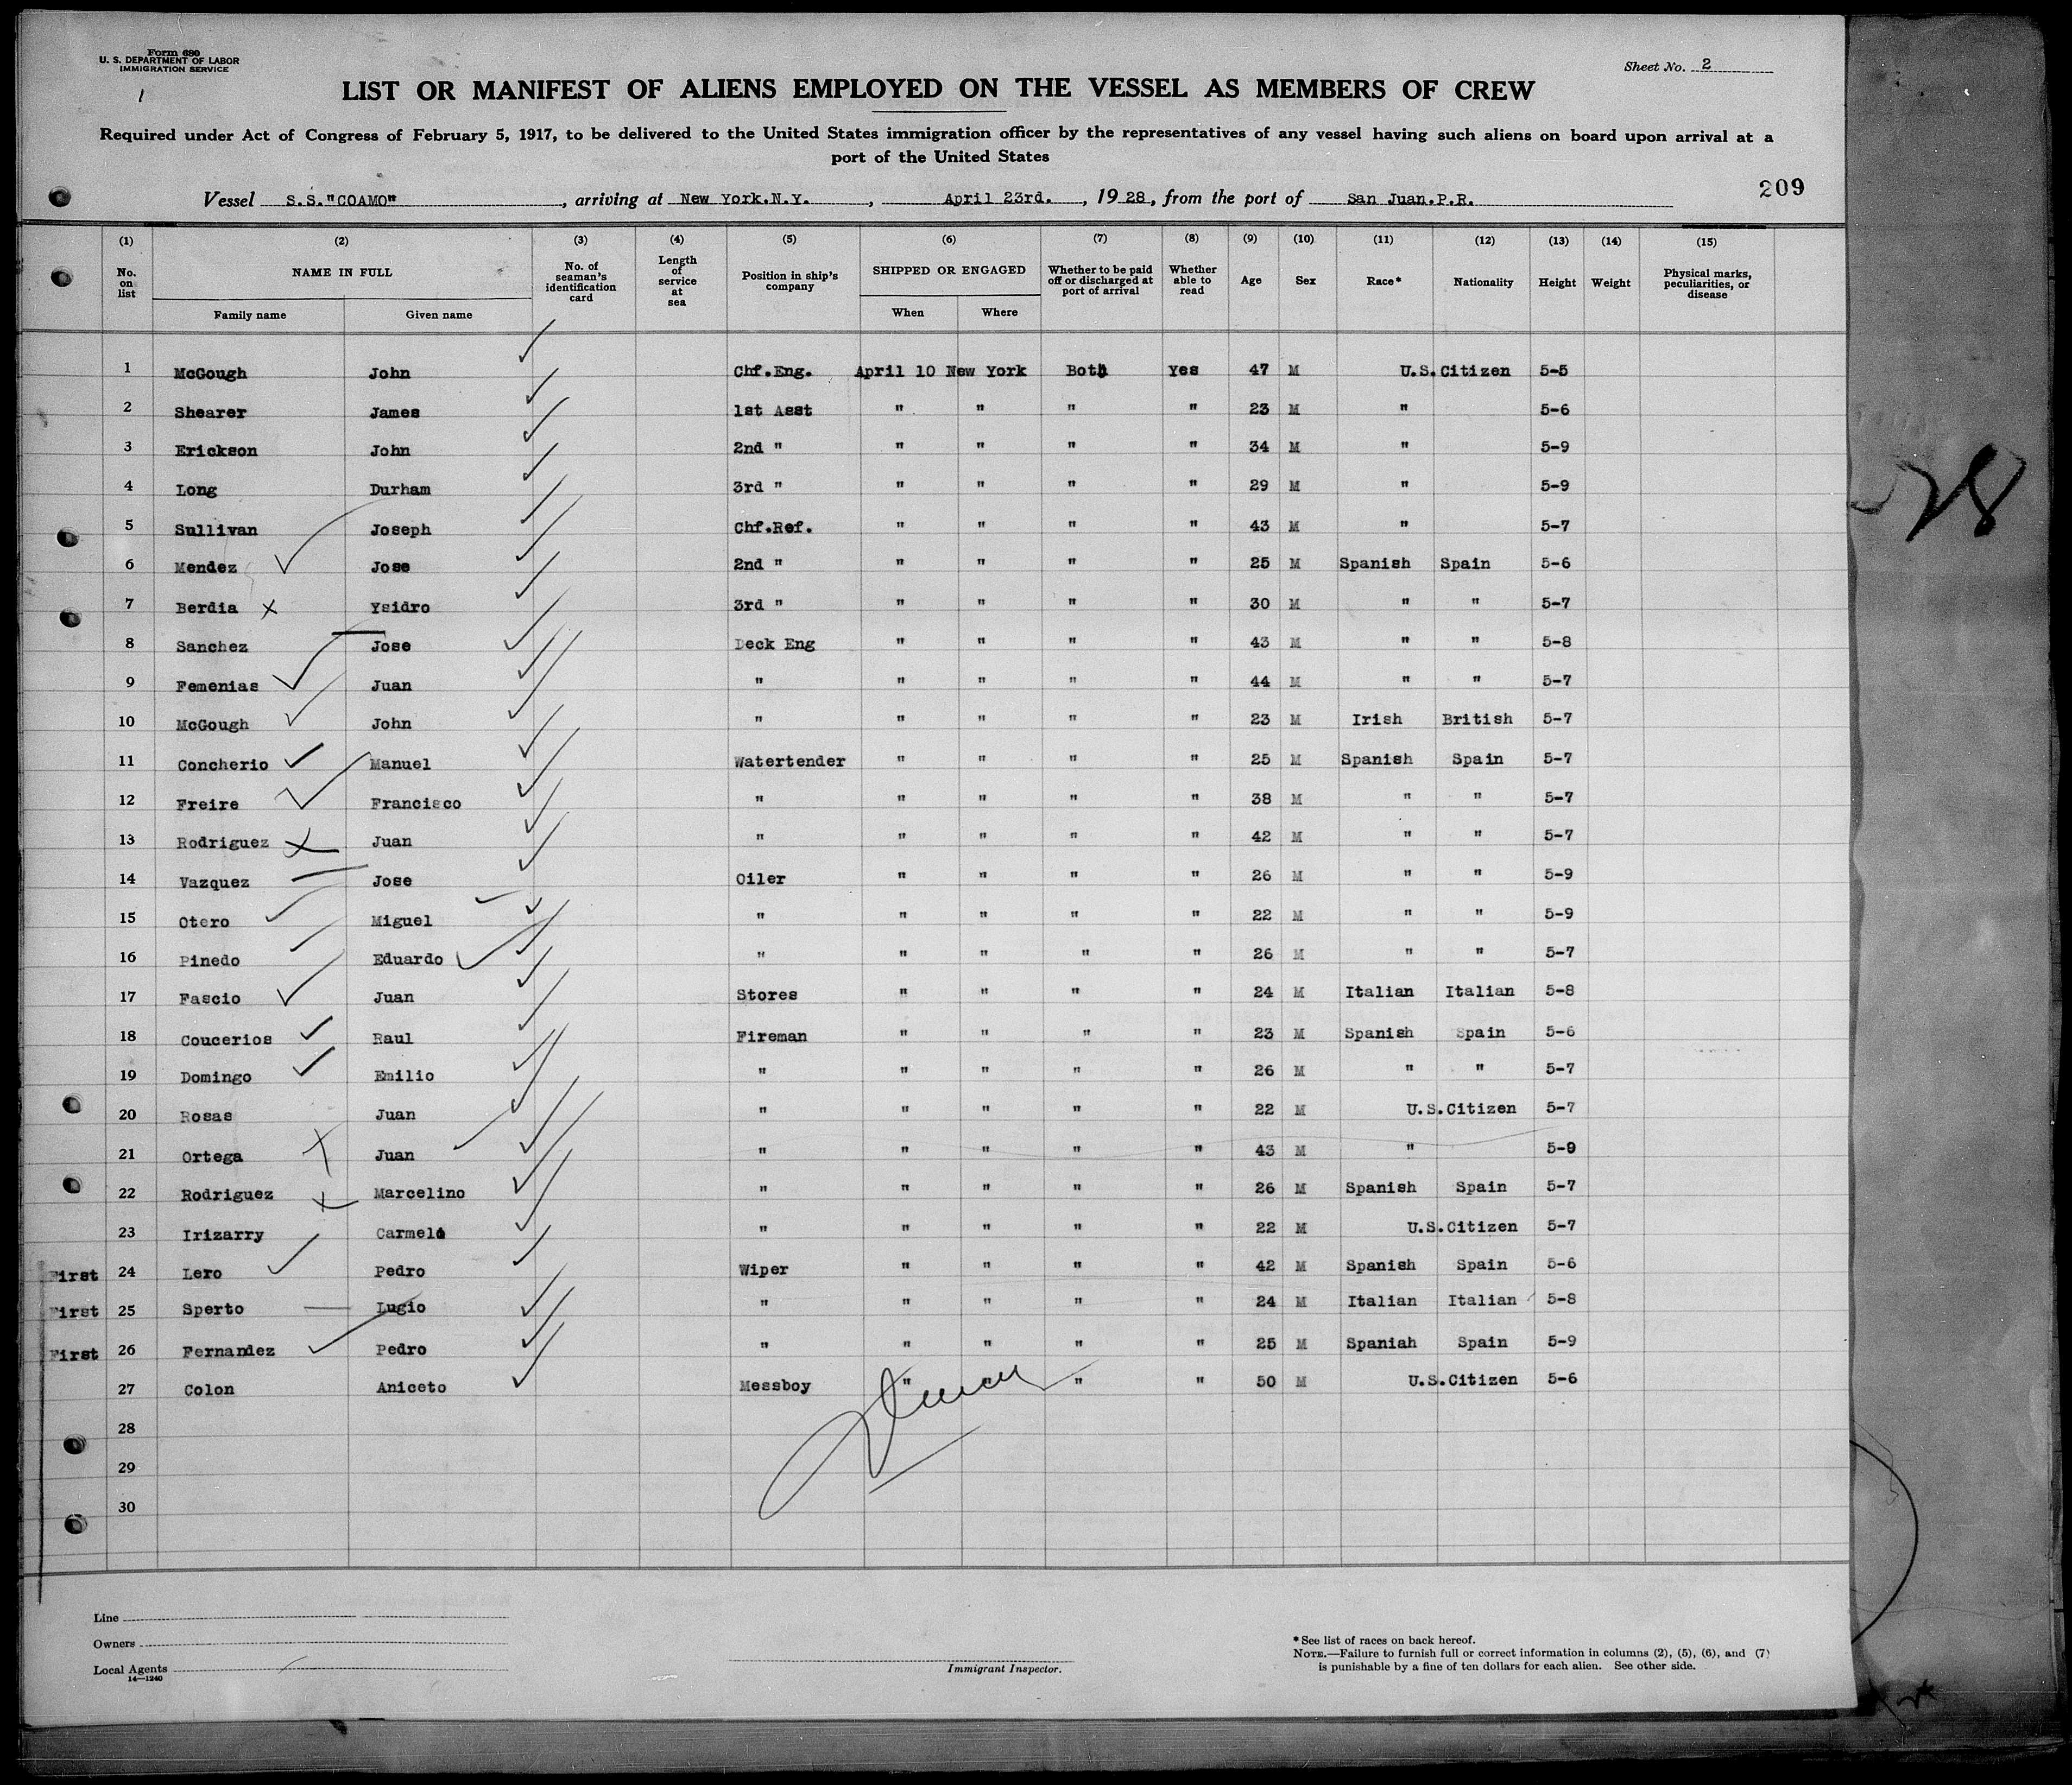 Form 680
U. S. DEPARTMENT OF LABOR
IMMIGRATION SERVICE
1
Sheet No. 2
LIST OR MANIFEST OF ALIENS EMPLOYED ON THE VESSEL AS MEMBERS OF CREW
Required under Act of Congress of February 5, 1917, to be delivered to the United States immigration officer by the representatives of any vessel having such aliens on board upon arrival at a
port of the United States
209
Vessel S.S."COAMO", arriving at New York.N.Y., April 23rd., 1928, from the port of San Juan.P.R.
(1) (2) (3) (4) (5) (6) (7) (8) (9) (10) (11) (12) (13) (14) (15)
No. on list NAME IN FULL Family name Given name No. of seaman's identification card Length of service at sea Position in ship's company SHIPPED OR ENGAGED When Where Whether to be paid off or discharged at port of arrival Whether able to read Age Sex Race* Nationality Height Weight Physical marks, peculiarities, or disease
1 McGough John Chf.Eng. April 10 New York Both Yes 47 M U.S.Citizen 5-5
2 Shearer James 1st Asst " " " " 23 M " 5-6
3 Erickson John 2nd " " " " " 34 M " 5-9
4 Long Durham 3rd " " " " " 29 M " 5-9
5 Sullivan Joseph Chf.Ref. " " " " 43 M " 5-7
6 Mendez Jose 2nd " " " " " 25 M Spanish Spain 5-6
7 Berdia x Ysidro 3rd " " " " " 30 M " " 5-7
8 Sanchez Jose Deck Eng " " " " 43 M " " 5-8
9 Femenias Juan " " " " " 44 M " " 5-7
10 McGough John " " " " " 23 M Irish British 5-7
11 Concherio Manuel Watertender " " " " 25 M Spanish Spain 5-7
12 Freire Francisco " " " " " 38 M " " 5-7
13 Rodriguez x Juan " " " " " 42 M " " 5-7
14 Vazquez Jose Oiler " " " " 26 M " " 5-9
15 Otero Miguel " " " " " 22 M " " 5-9
16 Pinedo Eduardo " " " " " 26 M " " 5-7
17 Fascio Juan Stores " " " " 24 M Italian Italian 5-8
18 Coucerios Raul Fireman " " " " 23 M Spanish Spain 5-6
19 Domingo Emilio " " " " " 26 M " " 5-7
20 Rosas Juan " " " " " 22 M U.S.Citizen 5-7
21 Ortega x Juan " " " " " 43 M " 5-9
22 Rodriguez x Marcelino " " " " " 26 M Spanish Spain 5-7
23 Irizarry Carmelo " " " " " 22 M U.S.Citizen 5-7
First 24 Lero Pedro Wiper " " " " 42 M Spanish Spain 5-6
First 25 Sperto Lugio " " " " " 24 M Italian Italian 5-8
First 26 Fernandez Pedro " " " " " 25 M Spaniah Spain 5-9
27 Colon Aniceto Messboy " " " " 50 M U.S.Citizen 5-6
28
29
30
Line
Owners
Local Agents
14—1240
Immigrant Inspector.
*See list of races on back hereof.
NOTE.—Failure to furnish full or correct information in columns (2), (5), (6), and (7)
is punishable by a fine of ten dollars for each alien. See other side.
28